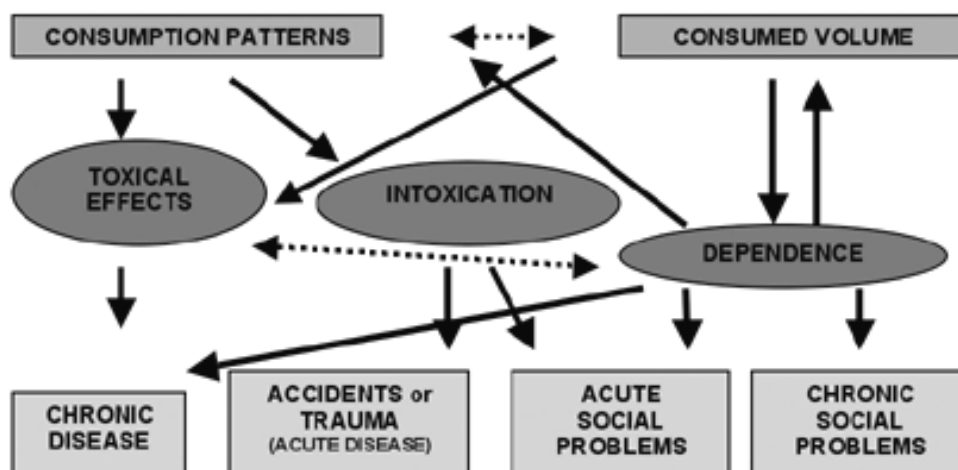 CONSUMPTION PATTERNS
CONSUMED VOLUME
TOXICAL
EFFECTS
INTOXICATION
DEPENDENCE
CHRONIC
DISEASE
ACCIDENTS or
TRAUMA
(ACUTE DISEASE)
ACUTE
SOCIAL
PROBLEMS
CHRONIC
SOCIAL
PROBLEMS